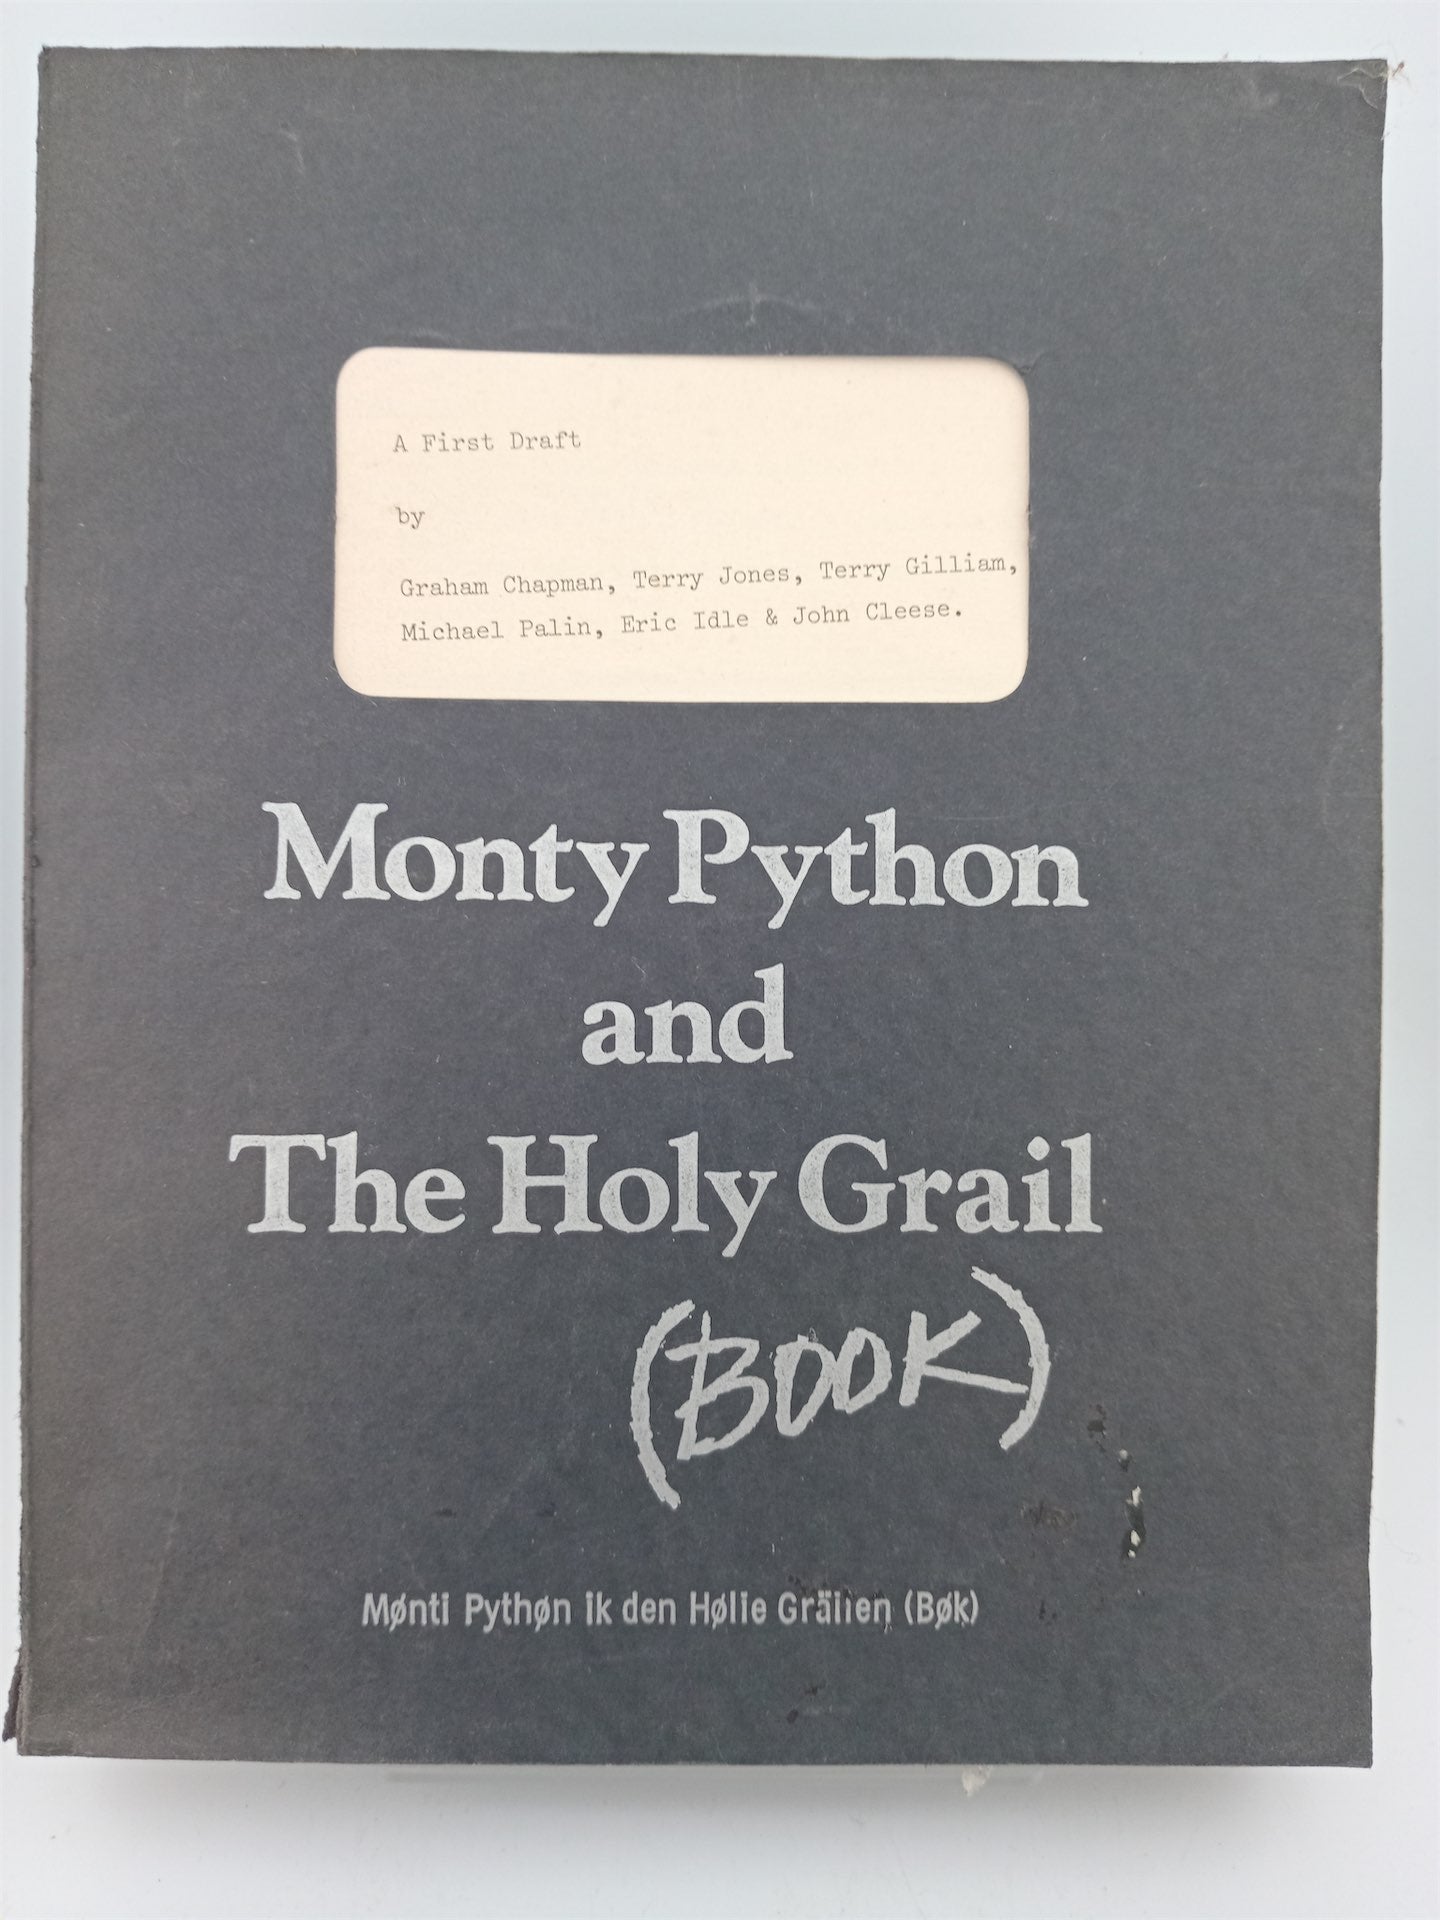 A First Draft
by
Graham Chapman, Terry Jones, Terry Gilliam,
Michael Palin, Eric Idle & John Cleese.
Monty Python
and
The Holy Grail
(BOOK)
Mønti Pythøn ik den Hølie Gräilen (Bøk)